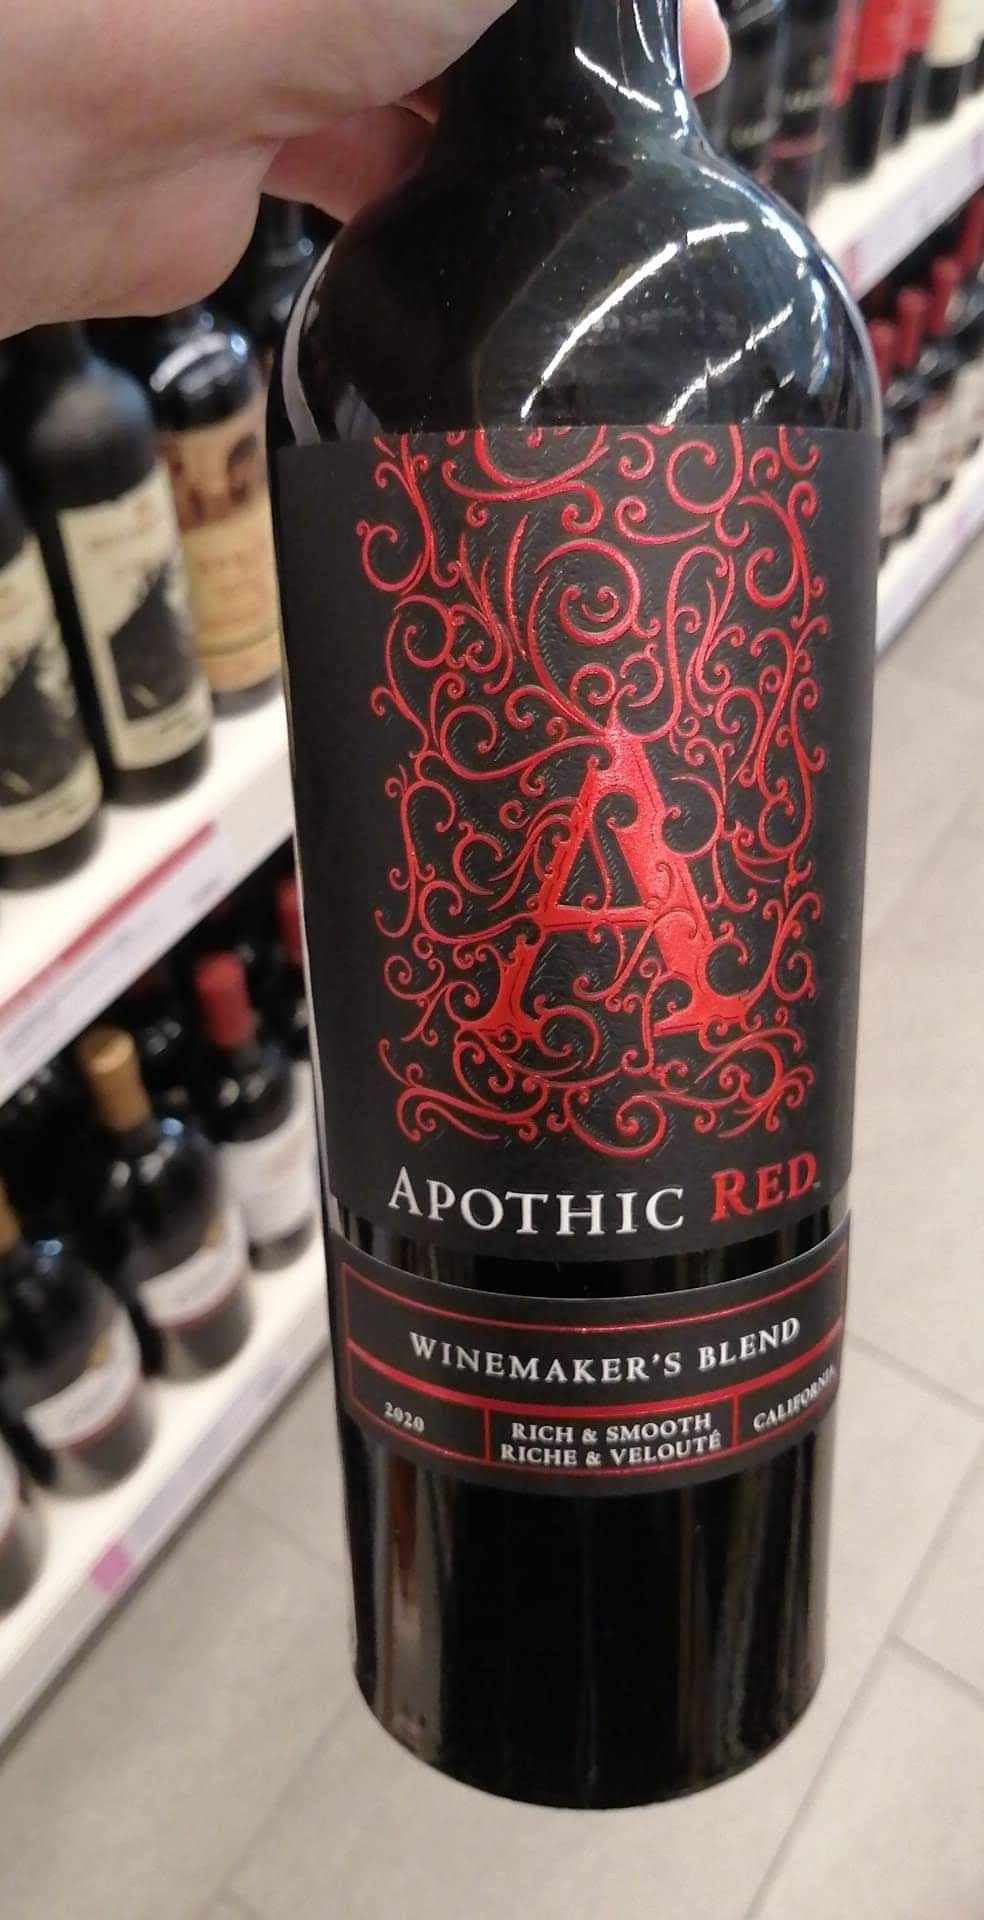 A
APOTHIC RED
WINEMAKER'S BLEND
2020
RICH & SMOOTH
RICHE & VELOUTÉ
CALIFORNIA